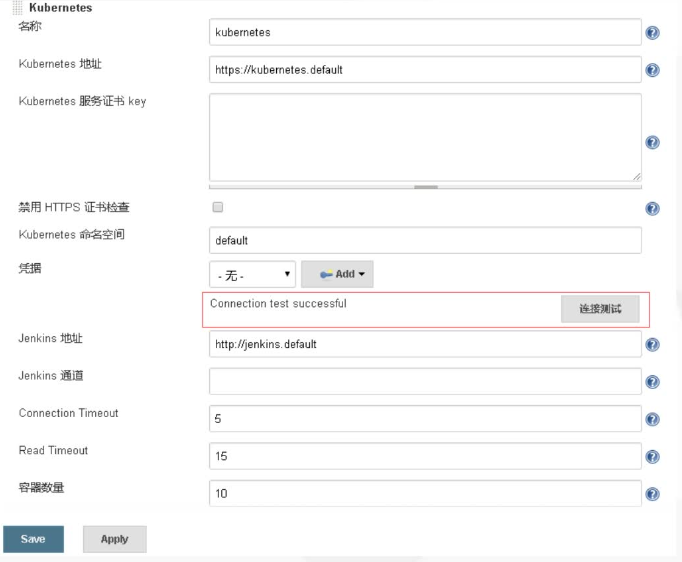 Kubernetes
名称
kubernetes
Kubernetes 地址
https://kubernetes.default
Kubernetes 服务证书 key
禁用 HTTPS 证书检查
Kubernetes 命名空间
default
凭据
- 无 -
Add
Connection test successful
连接测试
Jenkins 地址
http://jenkins.default
Jenkins 通道
Connection Timeout
5
Read Timeout
15
容器数量
10
Save
Apply